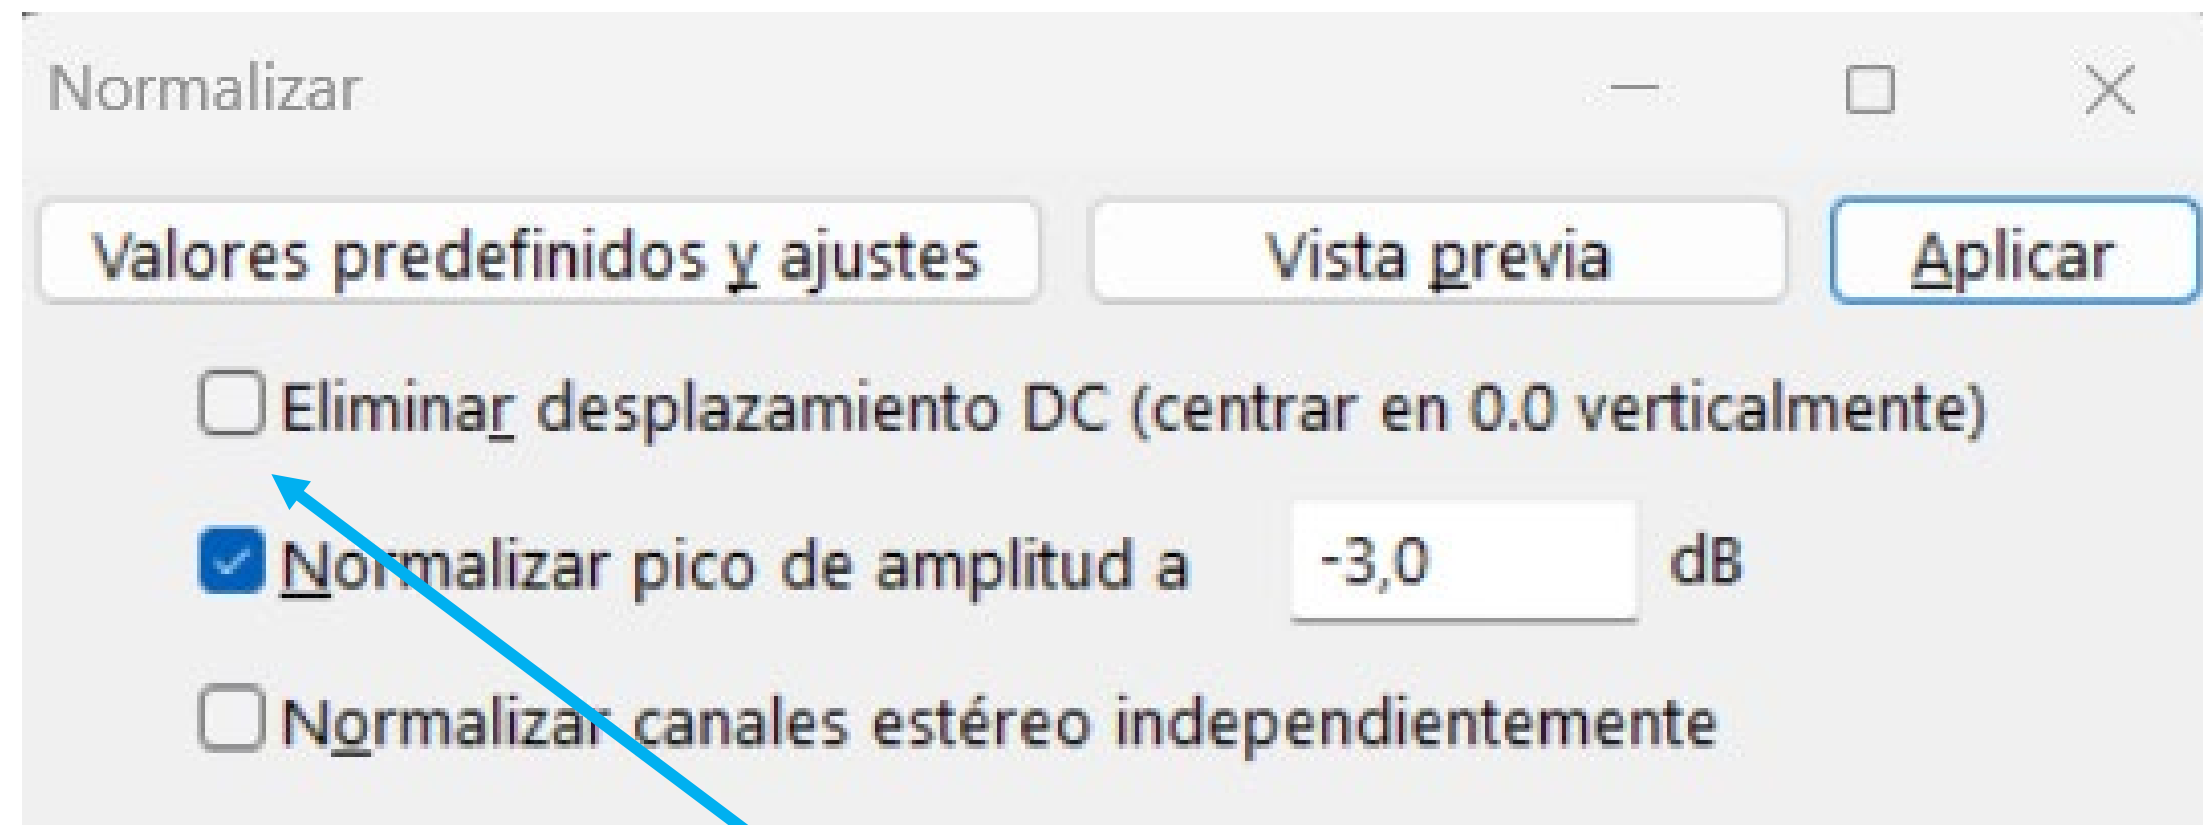 Normalizar
Valores predefinidos y ajustes Vista previa Aplicar
Eliminar desplazamiento DC (centrar en 0.0 verticalmente)
Normalizar pico de amplitud a -3,0 dB
Normalizar canales estéreo independientemente